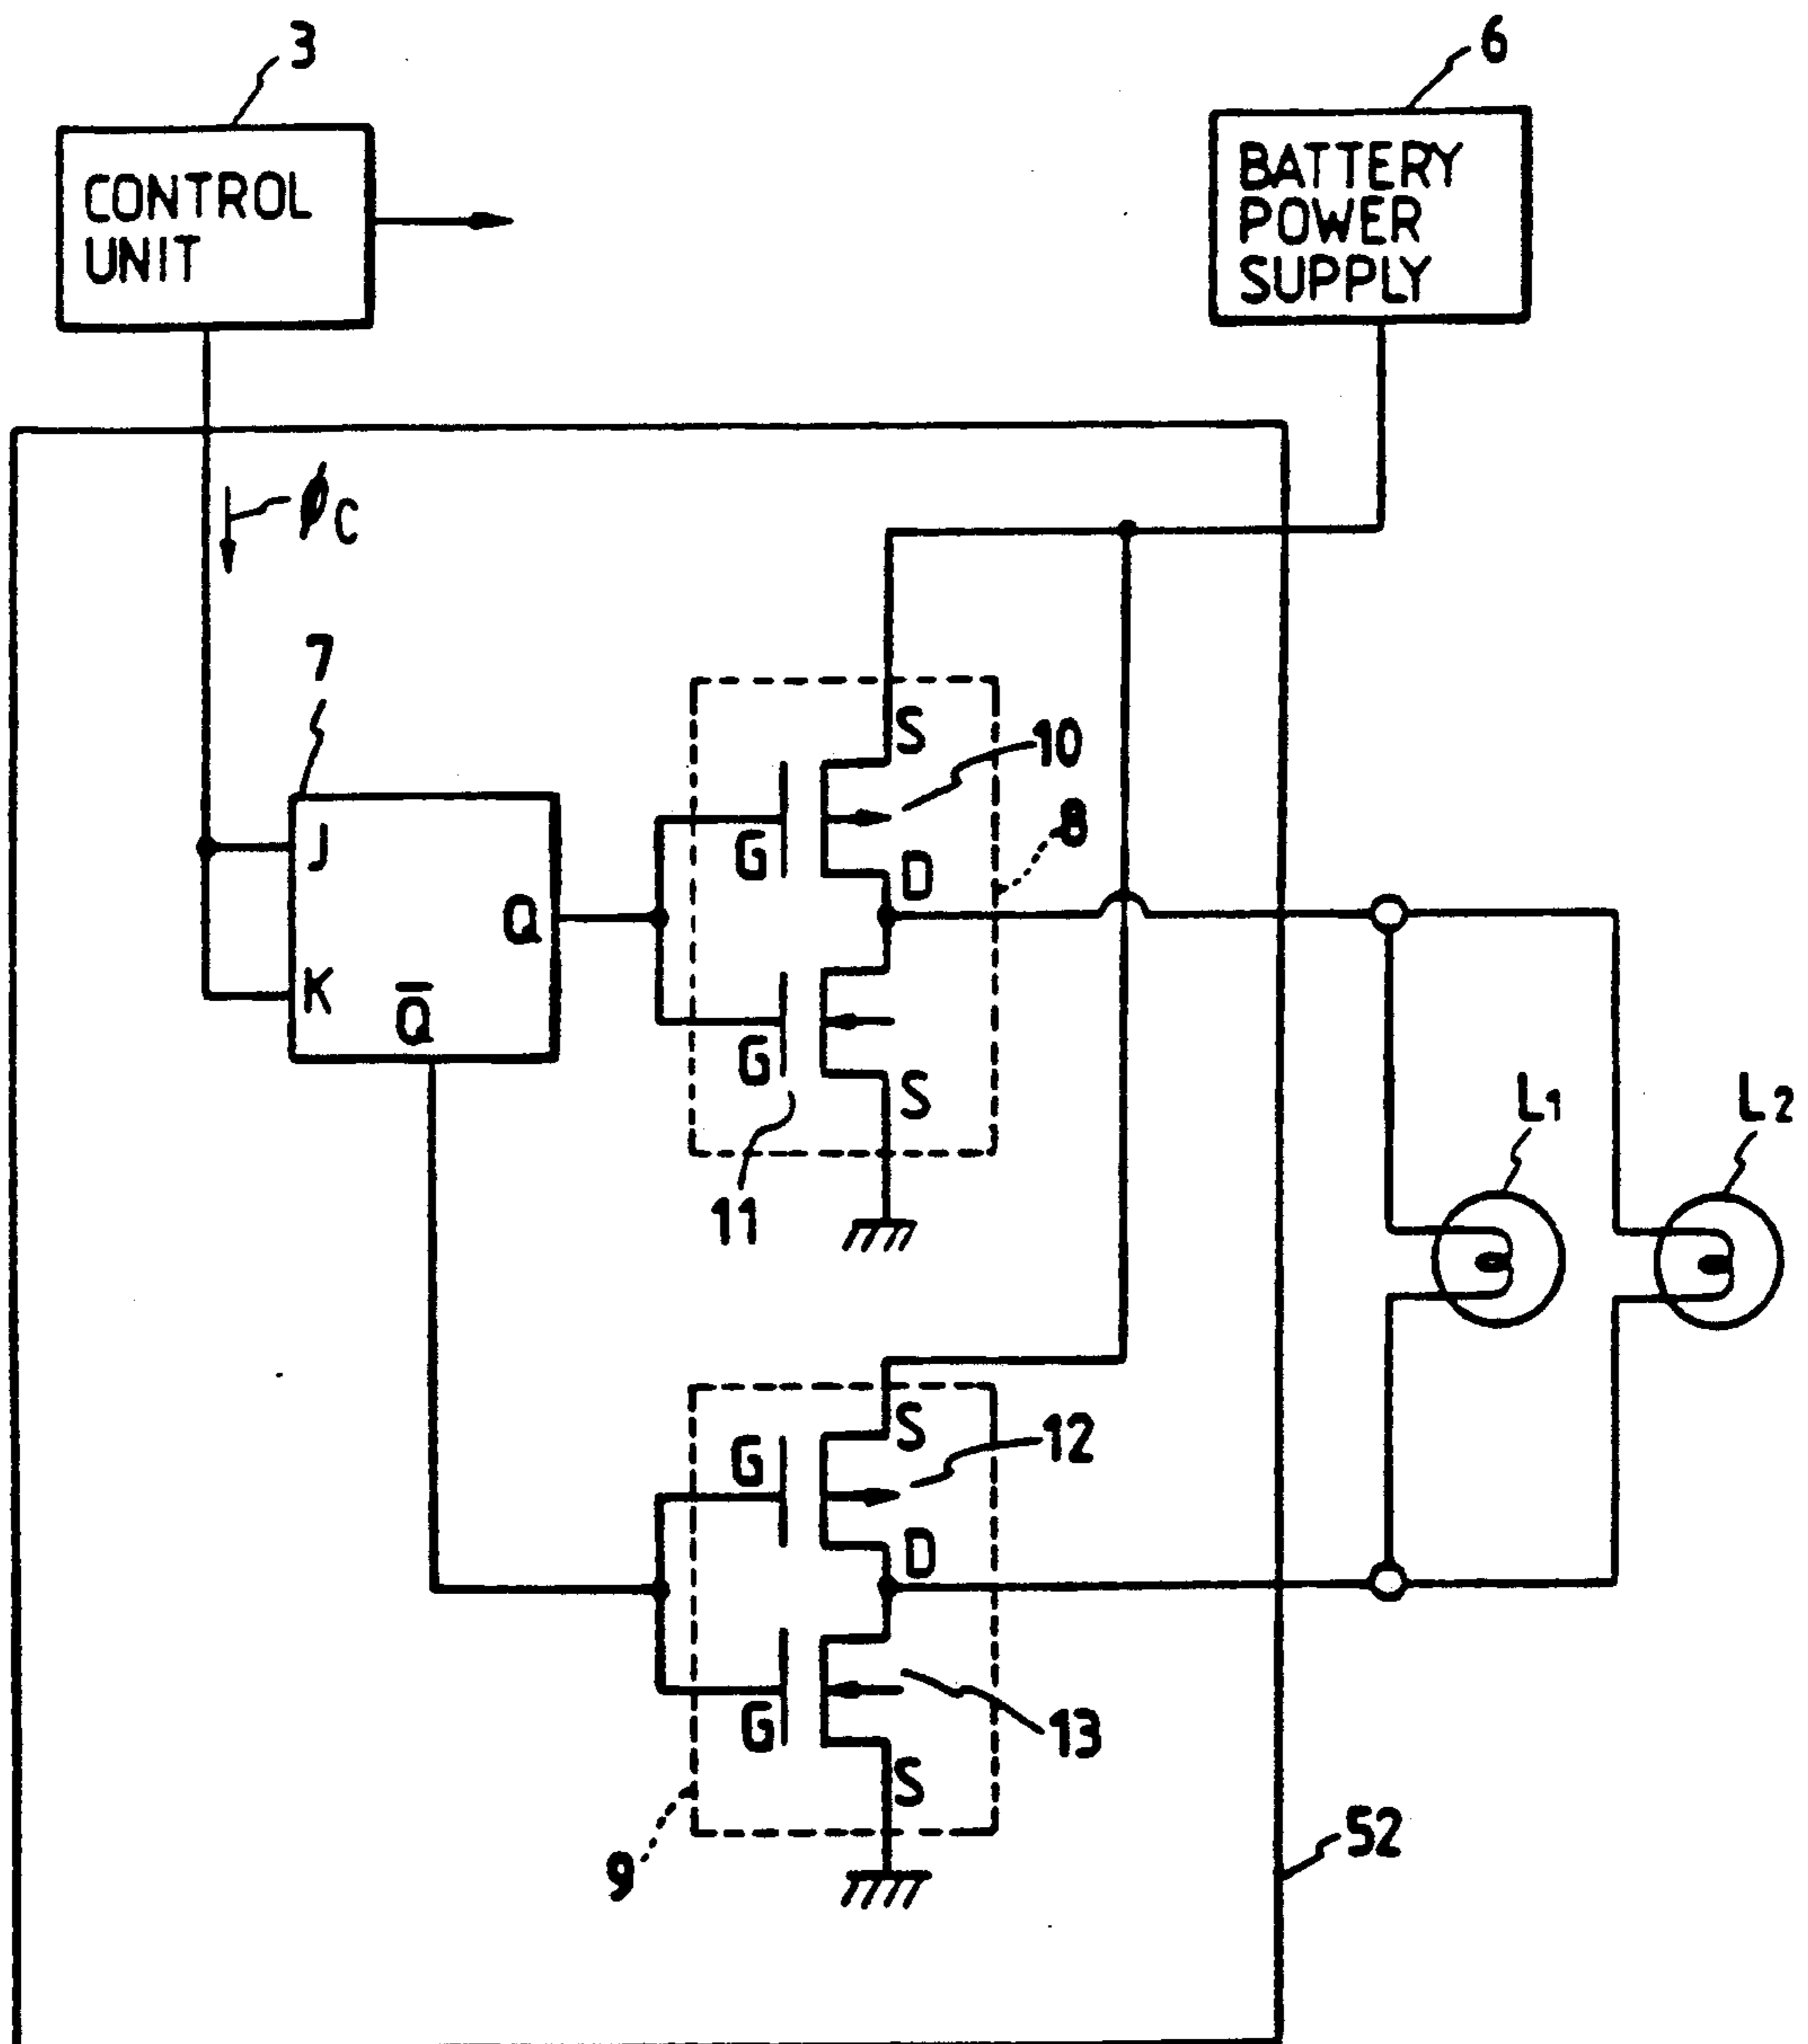 3
6
CONTROL
UNIT
BATTERY
POWER
SUPPLY
ϕC
7
S
10
J
G
8
D
Q
K
Q̅
G
S
L1
L2
11
S
12
G
D
G
13
S
9
52